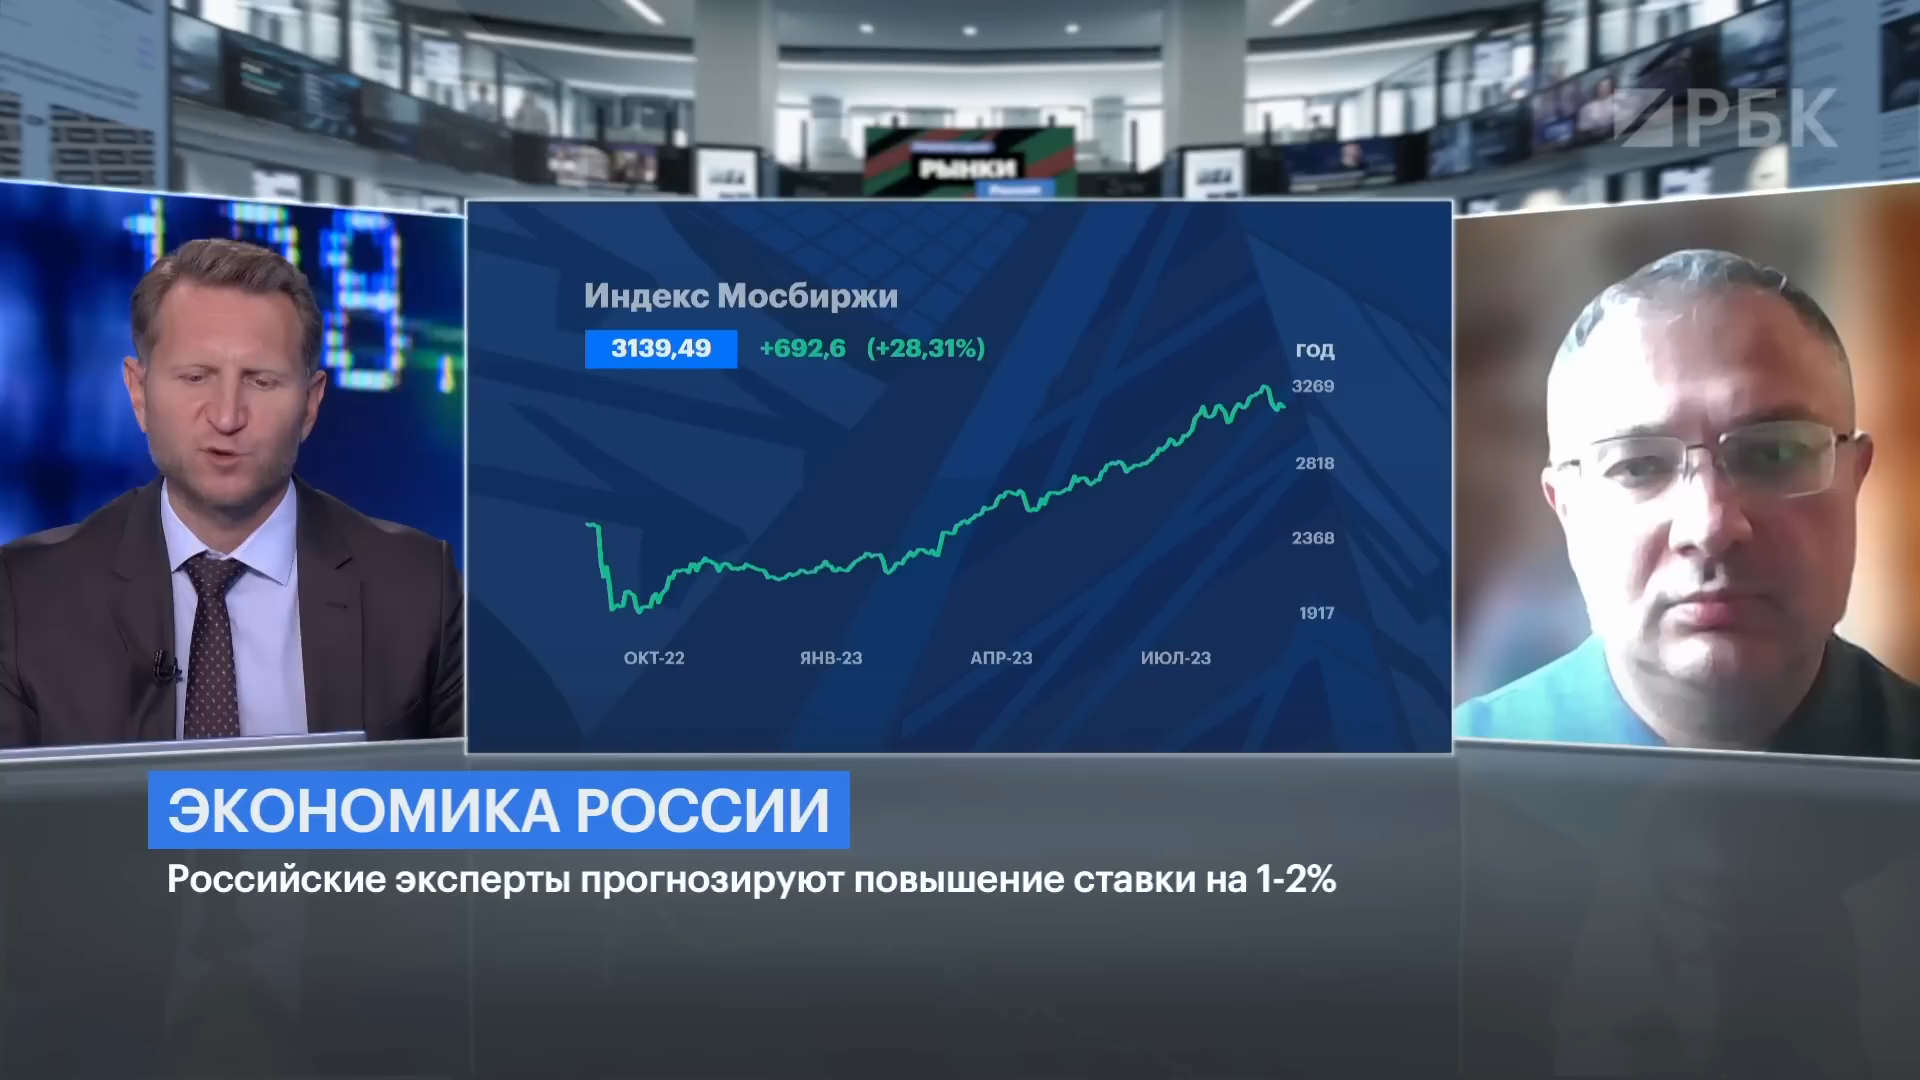 РБК
РЫНКИ
178
Индекс Мосбиржи
3139,49 +692,6 (+28,31%)
ГОД
3269
2818
2368
1917
ОКТ-22 ЯНВ-23 АПР-23 ИЮЛ-23
ЭКОНОМИКА РОССИИ
Российские эксперты прогнозируют повышение ставки на 1-2%